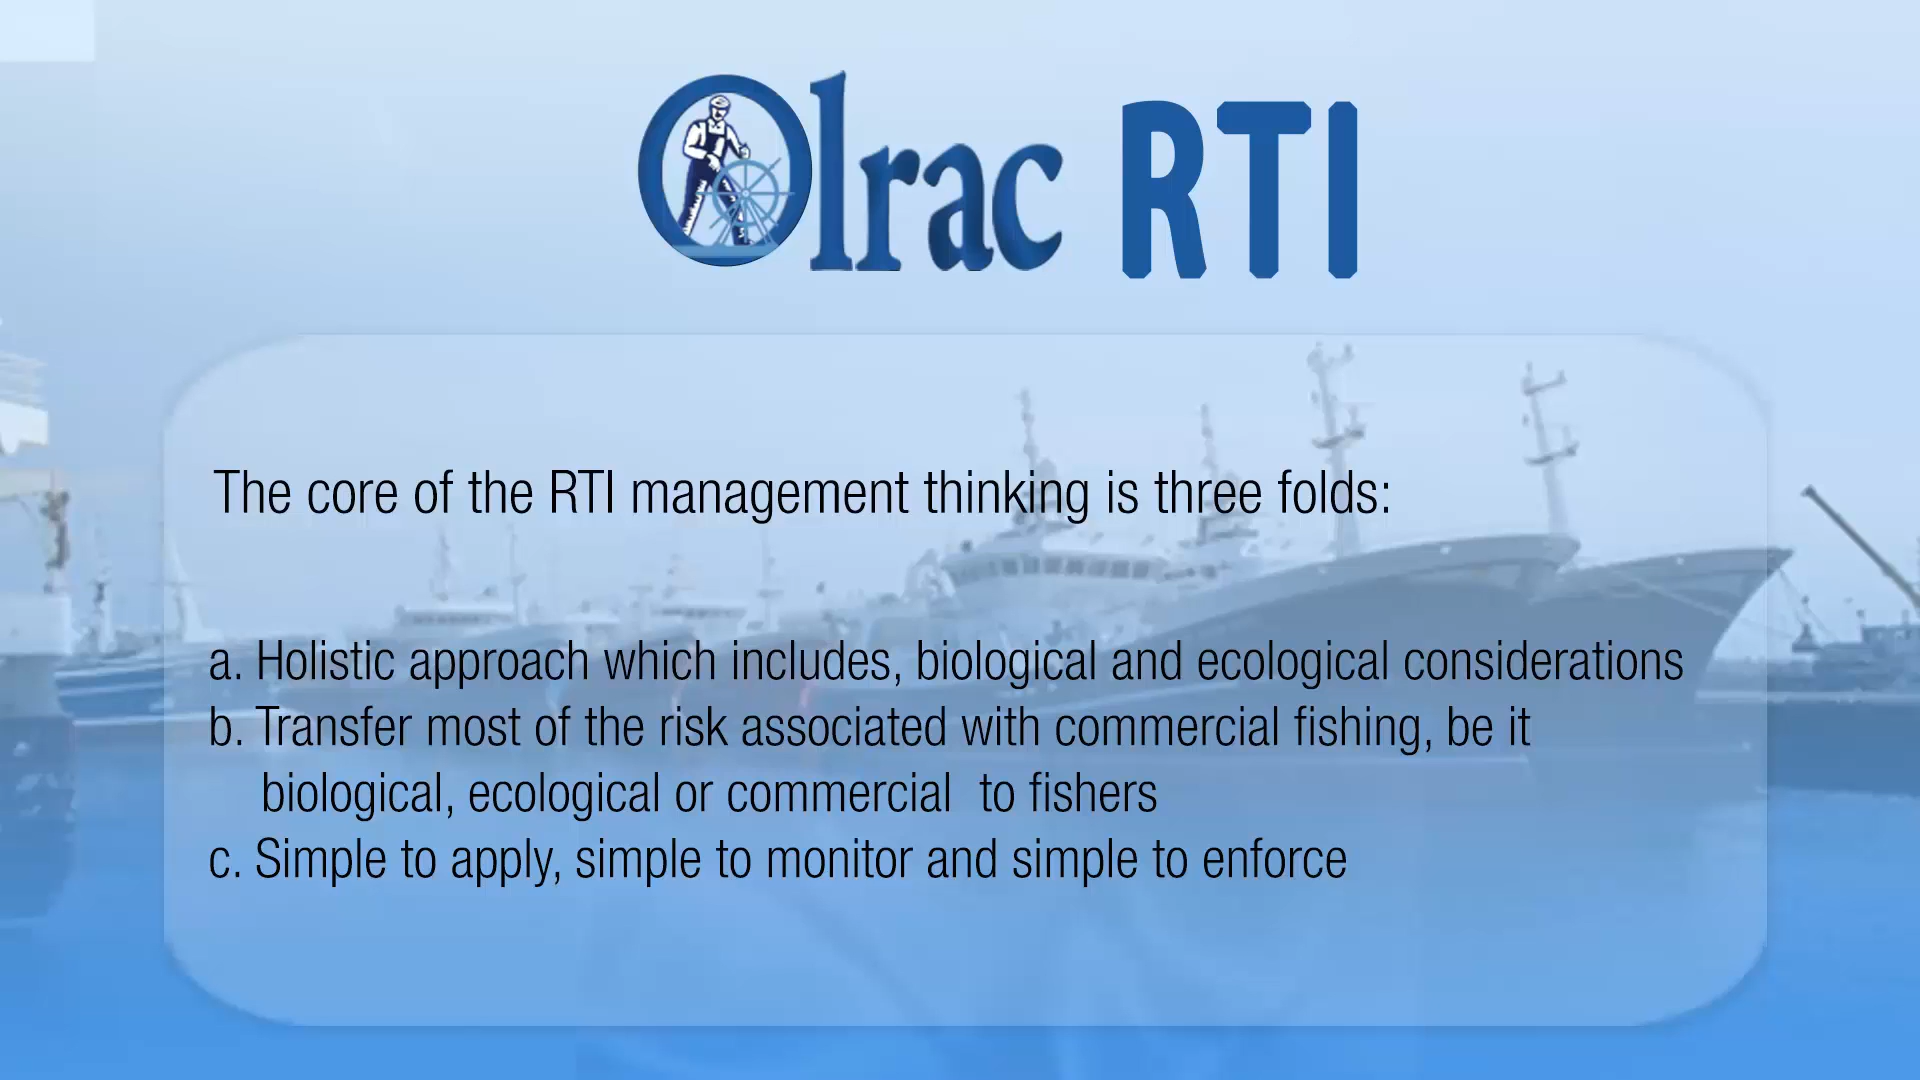 Olrac RTI
The core of the RTI management thinking is three folds:
a. Holistic approach which includes, biological and ecological considerations
b. Transfer most of the risk associated with commercial fishing, be it
biological, ecological or commercial  to fishers
c. Simple to apply, simple to monitor and simple to enforce